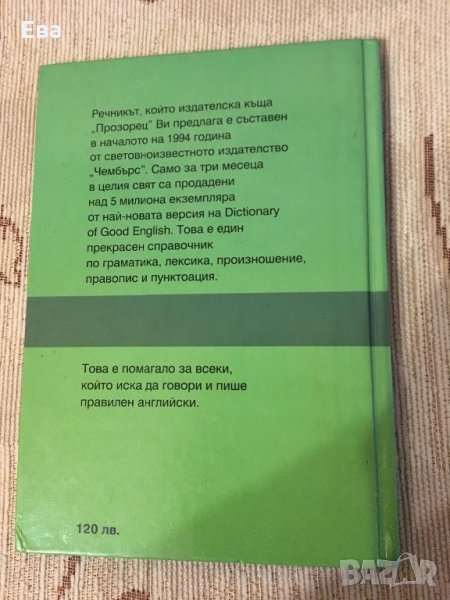 Ева
Речникът, който издателска къща
„Прозорец" Ви предлага е съставен
в началото на 1994 година
от световноизвестното издателство
„Чембърс". Само за три месеца
в целия свят са продадени
над 5 милиона екземпляра
от най-новата версия на Dictionary
of Good English. Това е един
прекрасен справочник
по граматика, лексика, произношение,
правопис и пунктоация.
Това е помагало за всеки,
който иска да говори и пише
правилен английски.
120 лв.
BAZAR